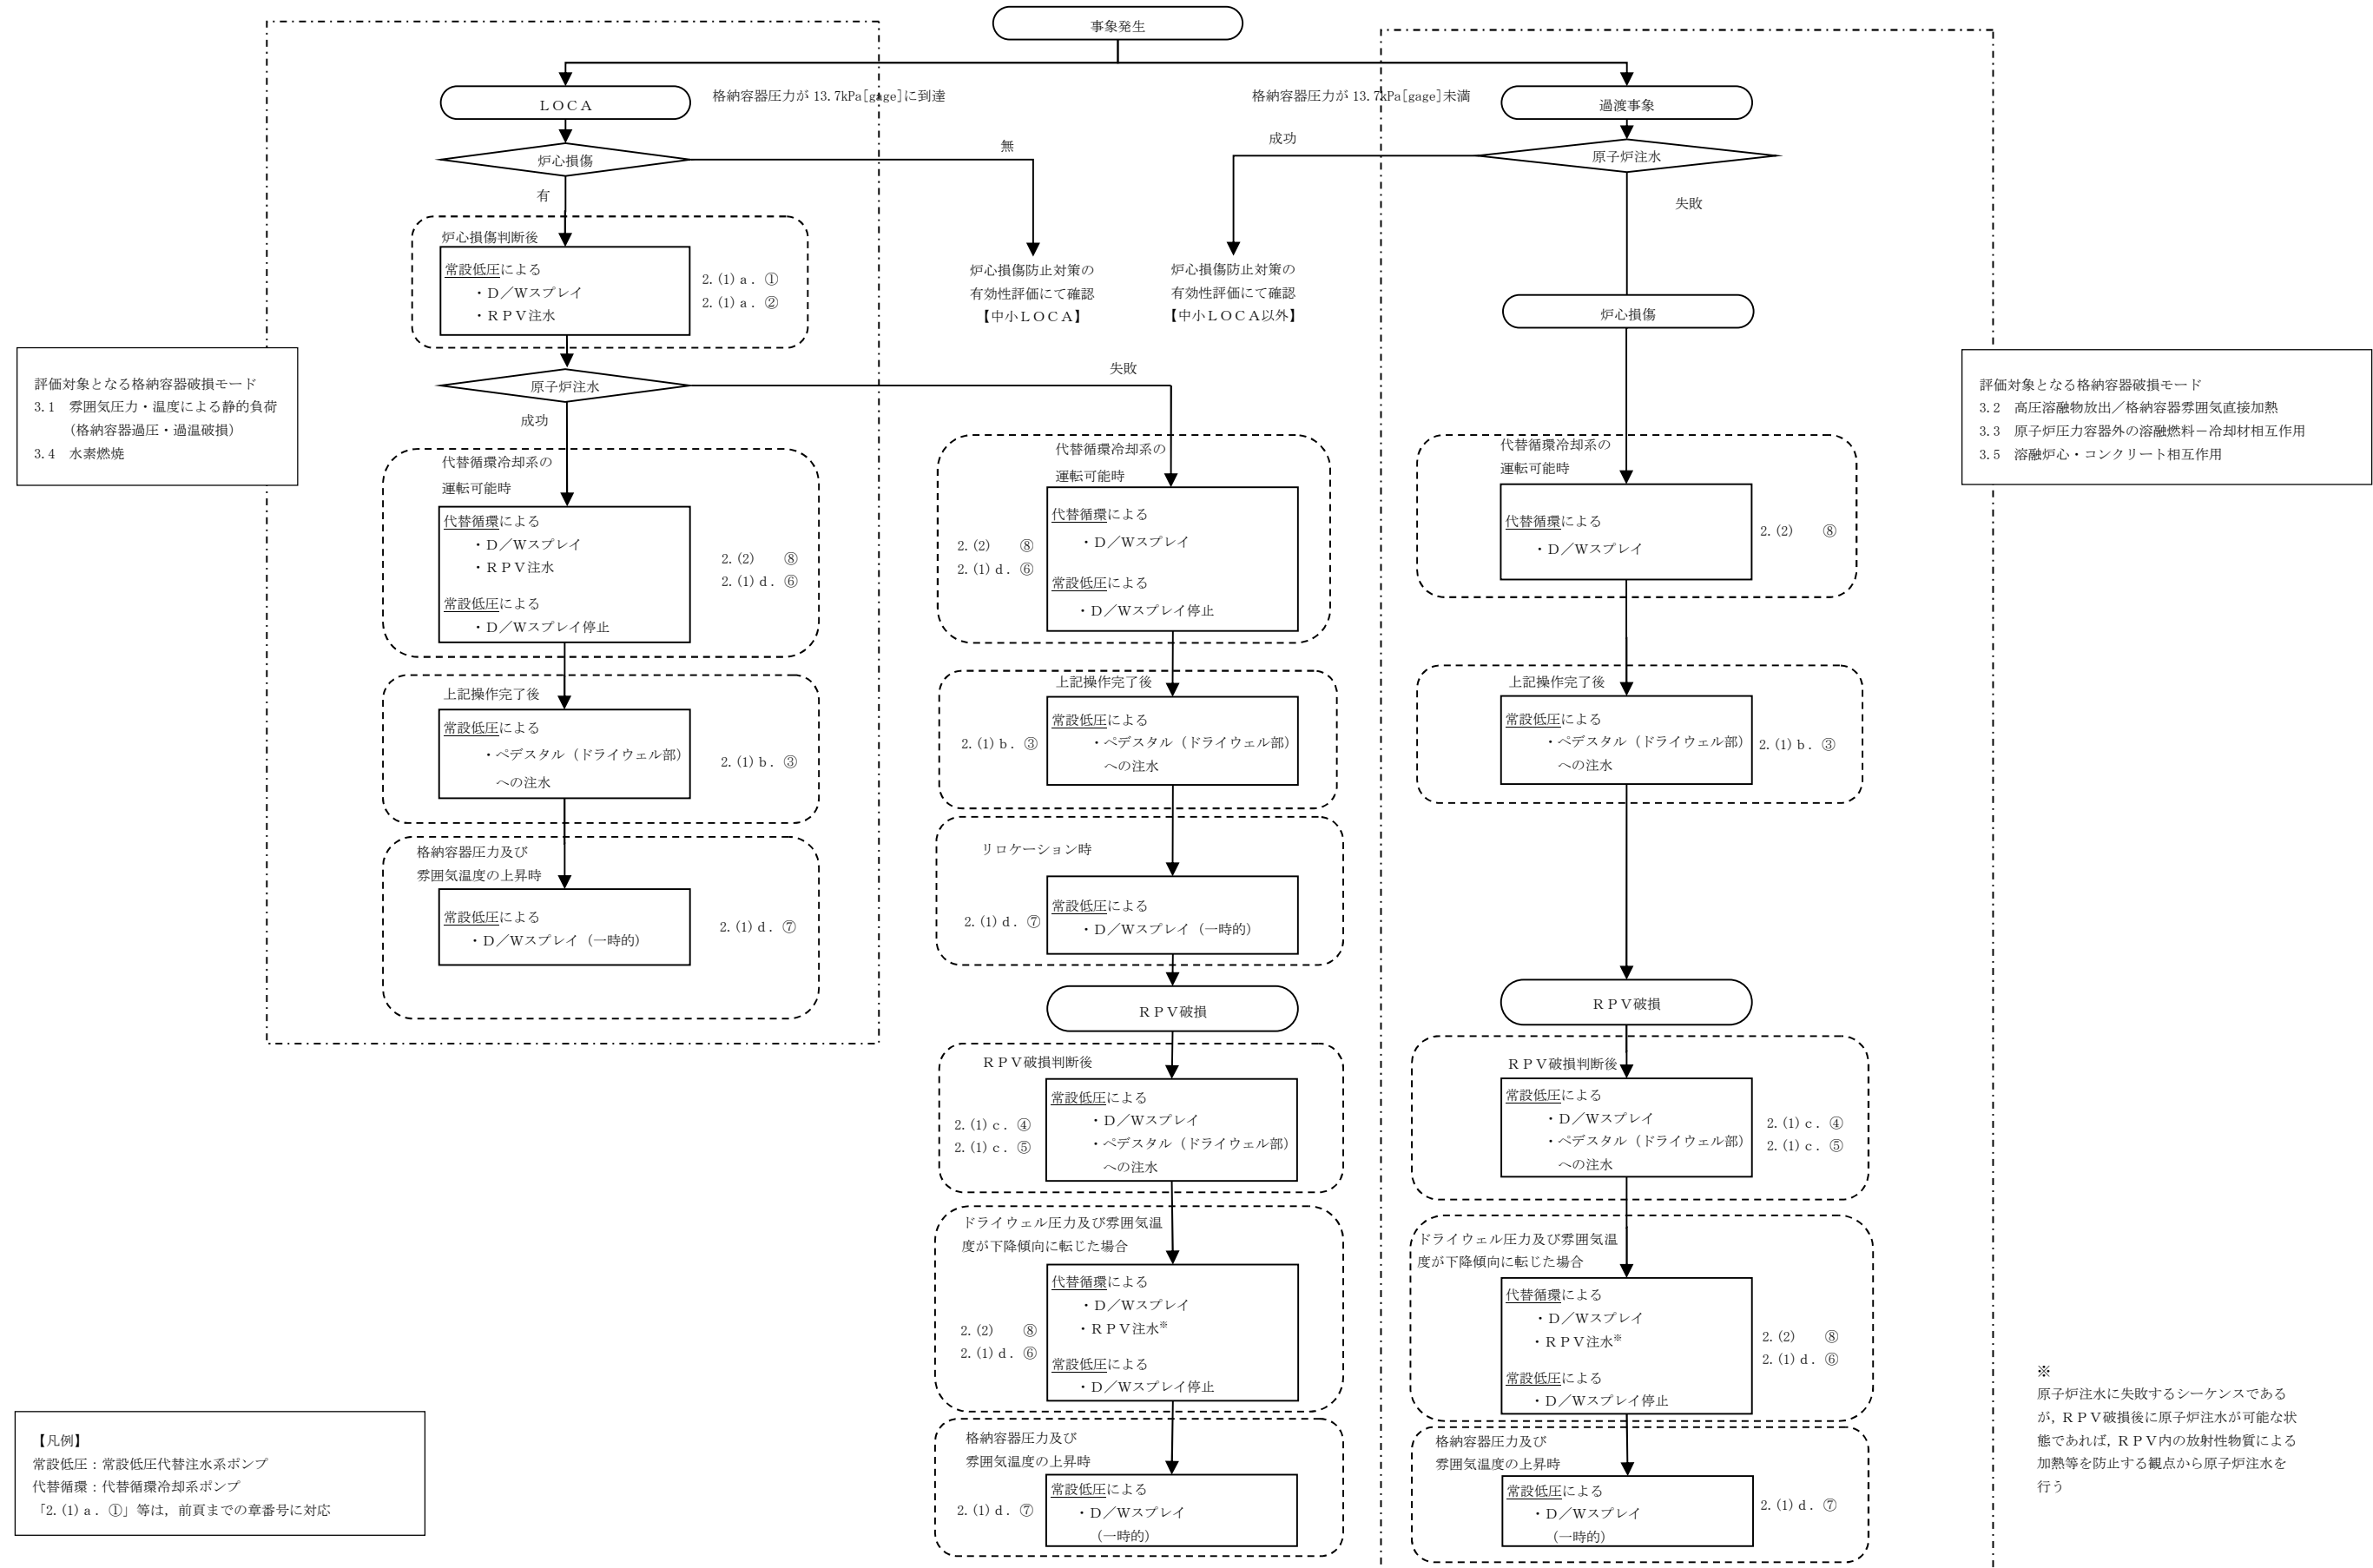 事象発生
LOCA
格納容器圧力が 13.7kPa[gage]に到達
格納容器圧力が 13.7kPa[gage]未満
過渡事象
炉心損傷
無
有
成功
原子炉注水
失敗
炉心損傷判断後
常設低圧による
・D/Wスプレイ
・RPV注水
2.(1)a．①
2.(1)a．②
炉心損傷防止対策の
有効性評価にて確認
【中小LOCA】
炉心損傷防止対策の
有効性評価にて確認
【中小LOCA以外】
炉心損傷
評価対象となる格納容器破損モード
3.1　雰囲気圧力・温度による静的負荷
（格納容器過圧・過温破損）
3.4　水素燃焼
評価対象となる格納容器破損モード
3.2　高圧溶融物放出／格納容器雰囲気直接加熱
3.3　原子炉圧力容器外の溶融燃料－冷却材相互作用
3.5　溶融炉心・コンクリート相互作用
原子炉注水
失敗
成功
代替循環冷却系の
運転可能時
代替循環による
・D／Wスプレイ
・RPV注水
常設低圧による
・D／Wスプレイ停止
2.(2)　　⑧
2.(1)d．⑥
上記操作完了後
常設低圧による
・ペデスタル（ドライウェル部）
への注水
2.(1)b．③
格納容器圧力及び
雰囲気温度の上昇時
常設低圧による
・D／Wスプレイ（一時的）
2.(1)d．⑦
代替循環冷却系の
運転可能時
代替循環による
・D／Wスプレイ
常設低圧による
・D／Wスプレイ停止
2.(2)　　⑧
2.(1)d．⑥
上記操作完了後
常設低圧による
・ペデスタル（ドライウェル部）
への注水
2.(1)b．③
リロケーション時
常設低圧による
・D／Wスプレイ（一時的）
2.(1)d．⑦
RPV破損
RPV破損判断後
常設低圧による
・D／Wスプレイ
・ペデスタル（ドライウェル部）
への注水
2.(1)c．④
2.(1)c．⑤
ドライウェル圧力及び雰囲気温
度が下降傾向に転じた場合
代替循環による
・D／Wスプレイ
・RPV注水※
常設低圧による
・D／Wスプレイ停止
2.(2)　　⑧
2.(1)d．⑥
格納容器圧力及び
雰囲気温度の上昇時
常設低圧による
・D／Wスプレイ
（一時的）
2.(1)d．⑦
代替循環冷却系の
運転可能時
代替循環による
・D／Wスプレイ
2.(2)　　⑧
上記操作完了後
常設低圧による
・ペデスタル（ドライウェル部）
への注水
2.(1)b．③
RPV破損
RPV破損判断後
常設低圧による
・D／Wスプレイ
・ペデスタル（ドライウェル部）
への注水
2.(1)c．④
2.(1)c．⑤
ドライウェル圧力及び雰囲気温
度が下降傾向に転じた場合
代替循環による
・D／Wスプレイ
・RPV注水※
常設低圧による
・D／Wスプレイ停止
2.(2)　　⑧
2.(1)d．⑥
格納容器圧力及び
雰囲気温度の上昇時
常設低圧による
・D／Wスプレイ
（一時的）
2.(1)d．⑦
【凡例】
常設低圧：常設低圧代替注水系ポンプ
代替循環：代替循環冷却系ポンプ
「2.(1)a．①」等は，前頁までの章番号に対応
※
原子炉注水に失敗するシーケンスである
が，RPV破損後に原子炉注水が可能な状
態であれば，RPV内の放射性物質による
加熱等を防止する観点から原子炉注水を
行う